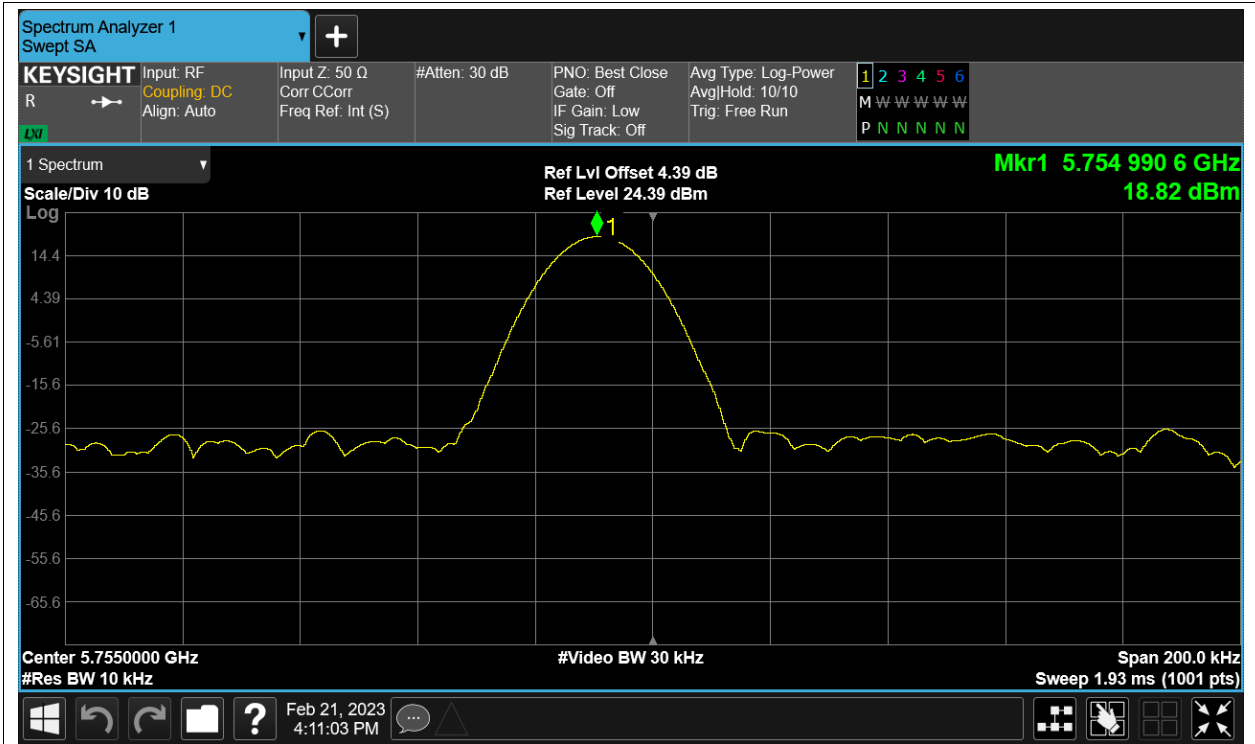 Spectrum Analyzer 1
Swept SA
KEYSIGHT
R
LXI
Input: RF
Coupling: DC
Align: Auto
Input Z: 50 Ω
Corr CCorr
Freq Ref: Int (S)
#Atten: 30 dB
PNO: Best Close
Gate: Off
IF Gain: Low
Sig Track: Off
Avg Type: Log-Power
Avg|Hold: 10/10
Trig: Free Run
1 2 3 4 5 6
M W W W W W
P N N N N N
1 Spectrum
Scale/Div 10 dB
Log
Ref Lvl Offset 4.39 dB
Ref Level 24.39 dBm
Mkr1 5.754 990 6 GHz
18.82 dBm
1
14.4
4.39
-5.61
-15.6
-25.6
-35.6
-45.6
-55.6
-65.6
Center 5.7550000 GHz
#Video BW 30 kHz
Span 200.0 kHz
#Res BW 10 kHz
Sweep 1.93 ms (1001 pts)
?
Feb 21, 2023
4:11:03 PM